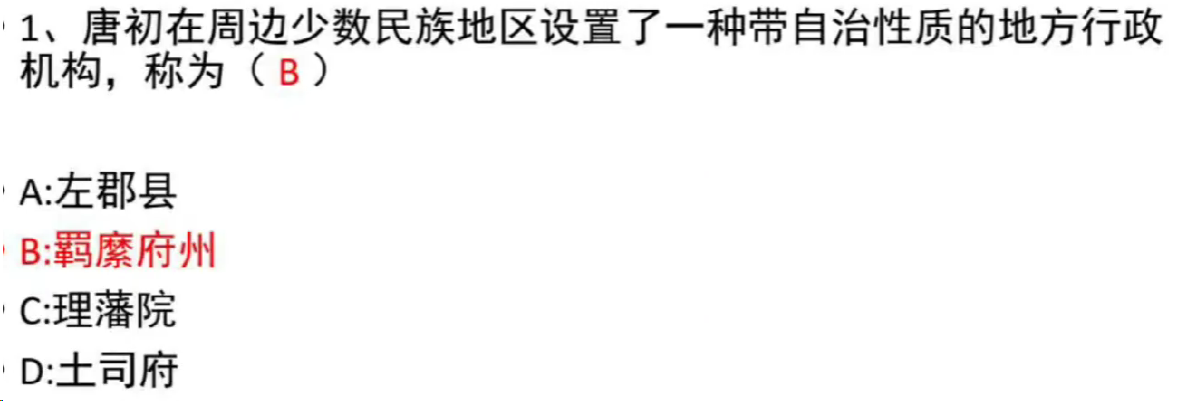 1、唐初在周边少数民族地区设置了一种带自治性质的地方行政
机构，称为（ B ）
A:左郡县
B:羁縻府州
C:理藩院
D:土司府